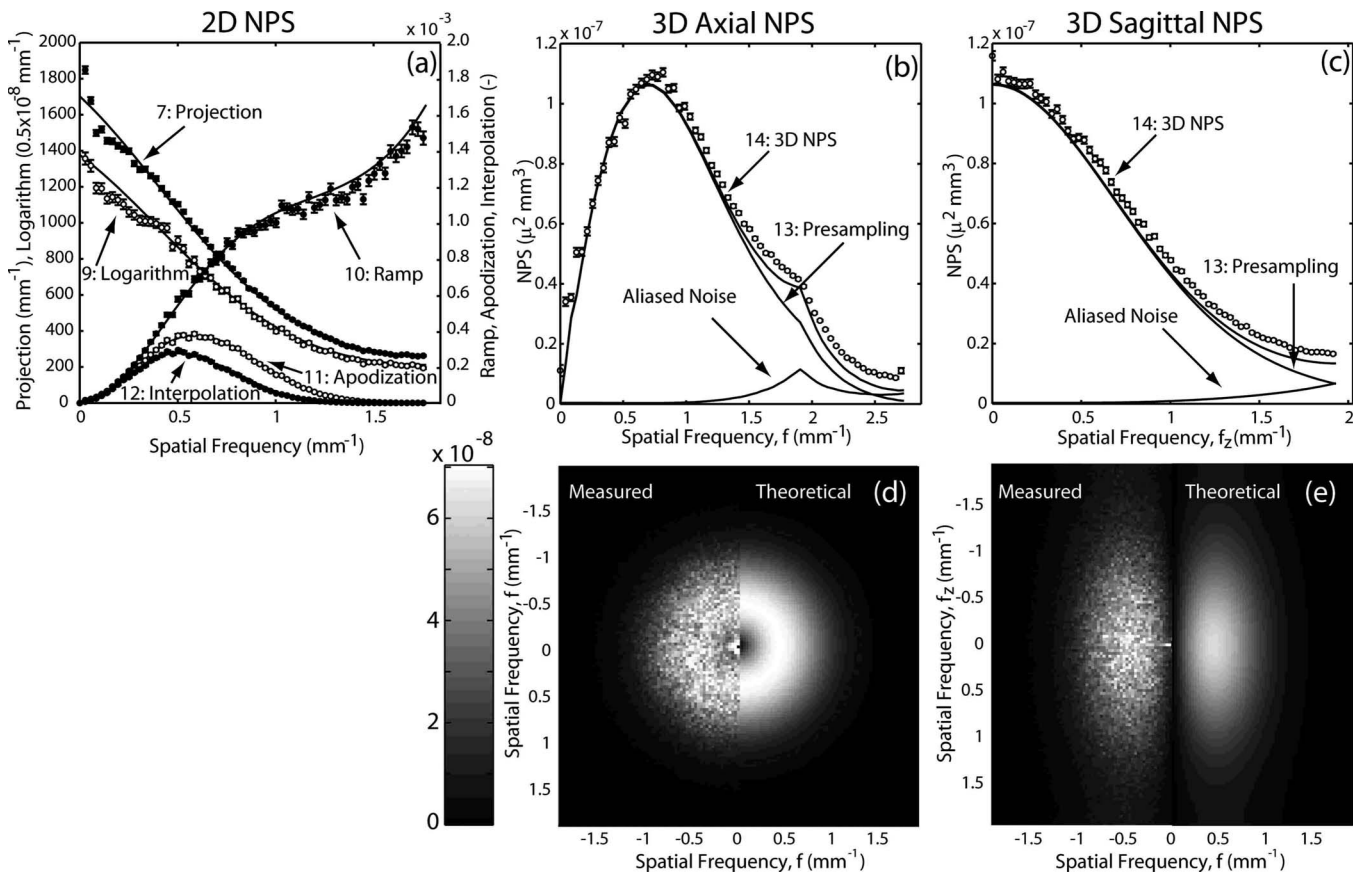 2D NPS
3D Axial NPS
3D Sagittal NPS
x 10⁻³
x 10⁻⁷
x 10⁻⁷
(a)
(b)
(c)
Projection (mm⁻¹), Logarithm (0.5x10⁻⁸ mm⁻¹)
2000
1800
1600
1400
1200
1000
800
600
400
200
0
7: Projection
9: Logarithm
10: Ramp
11: Apodization
12: Interpolation
2.0
1.8
1.6
1.4
1.2
1.0
0.8
0.6
0.4
0.2
0
Ramp, Apodization, Interpolation (-)
0 0.5 1 1.5
Spatial Frequency (mm⁻¹)
NPS (μ² mm³)
1.2
1
0.8
0.6
0.4
0.2
0
14: 3D NPS
13: Presampling
Aliased Noise
0 0.5 1 1.5 2 2.5
Spatial Frequency, f (mm⁻¹)
NPS (μ² mm³)
1.2
1
0.8
0.6
0.4
0.2
0
14: 3D NPS
13: Presampling
Aliased Noise
0 0.5 1 1.5 2
Spatial Frequency, f_z (mm⁻¹)
x 10⁻⁸
6
4
2
0
Measured
Theoretical
(d)
Spatial Frequency, f (mm⁻¹)
-1.5
-1
-0.5
0
0.5
1
1.5
-1.5 -1 -0.5 0 0.5 1 1.5
Spatial Frequency, f (mm⁻¹)
Measured
Theoretical
(e)
Spatial Frequency, f_z (mm⁻¹)
-1.5
-1
-0.5
0
0.5
1
1.5
-1.5 -1 -0.5 0 0.5 1 1.5
Spatial Frequency, f (mm⁻¹)